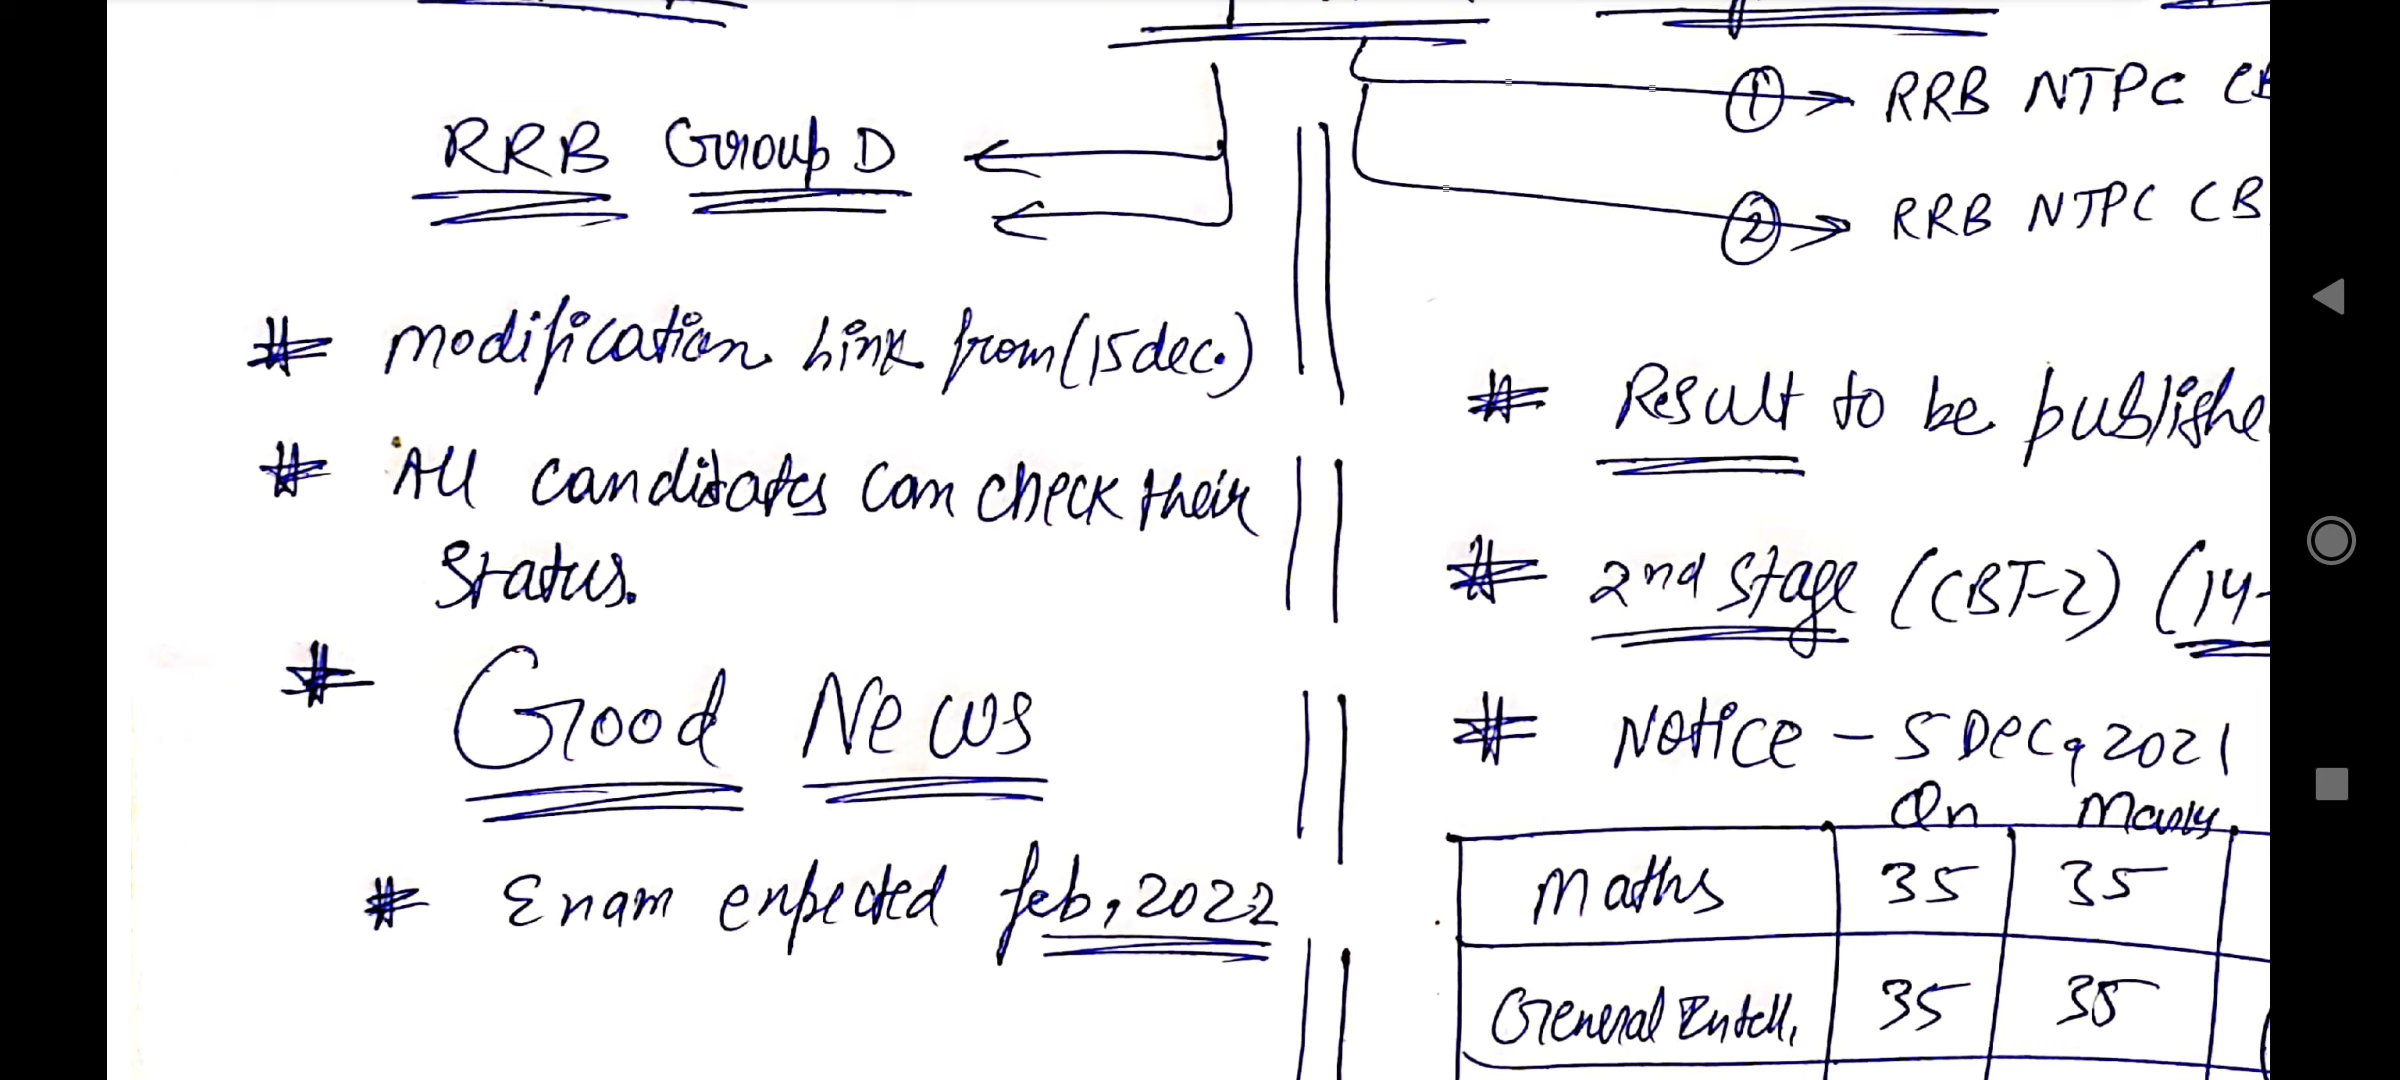 RRB Group D
# modification Link from (15 dec.)
# All candidates can check their
Status.
# Good News
# Exam expected feb, 2022
① → RRB NTPC CB
② → RRB NTPC CB
# Result to be publishe
# 2nd Stage (CBT-2) (14-
# Notice - 5 Dec, 2021
Qn Marks
Maths 35 35
General Intell. 35 35